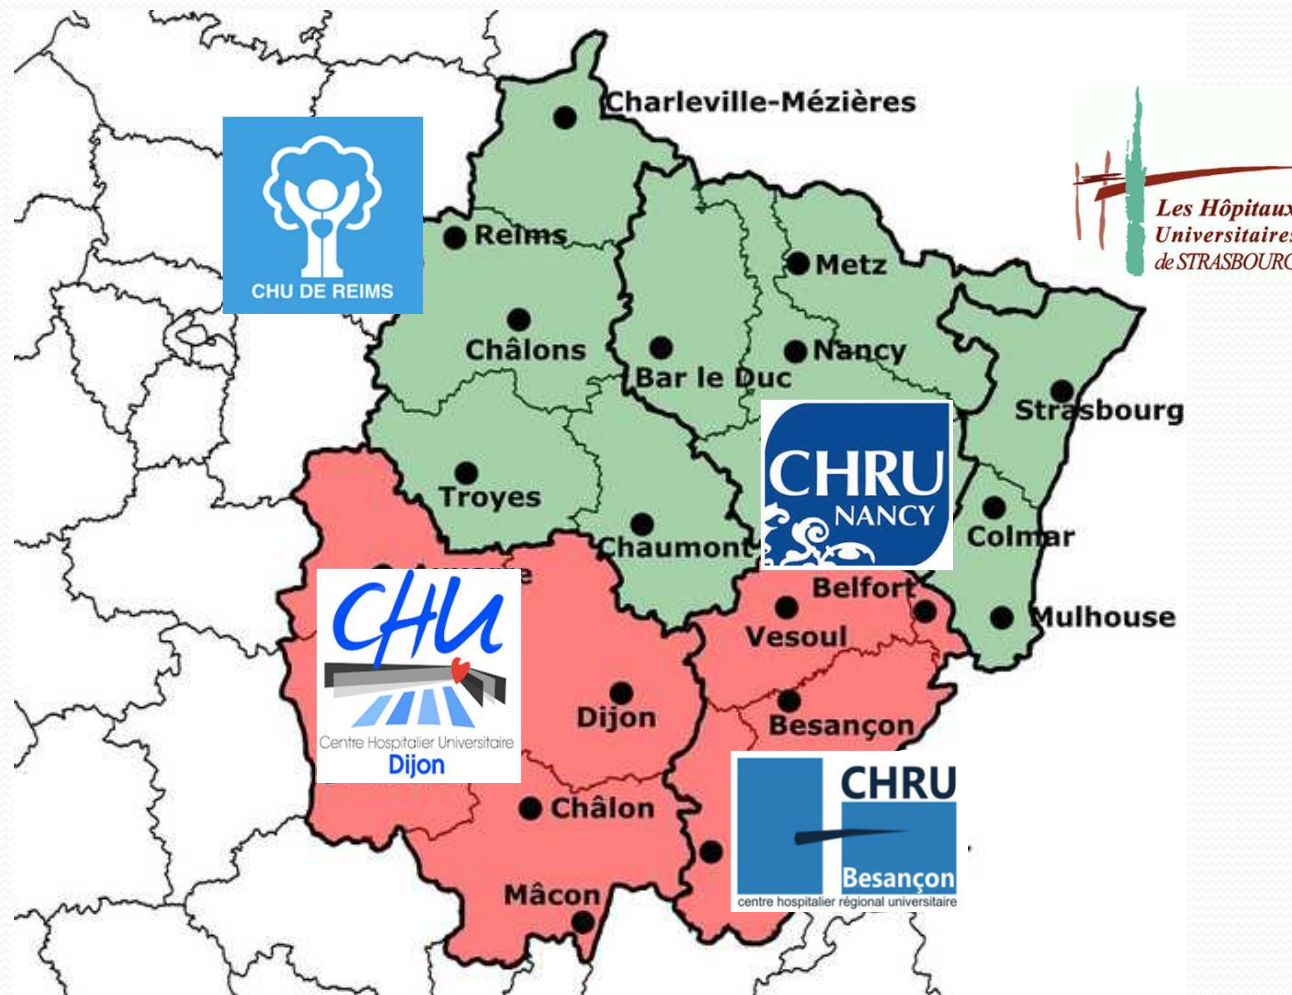 Charleville-Mézières
CHU DE REIMS
Reims
Les Hôpitaux
Universitaires
de STRASBOURG
Metz
Châlons
Nancy
Bar le Duc
Strasbourg
CHRU
NANCY
Troyes
Chaumont
Colmar
Belfort
Mulhouse
Vesoul
CHU
Centre Hospitalier Universitaire
Dijon
Dijon
Besançon
Châlon
CHRU
Besançon
centre hospitalier régional universitaire
Mâcon